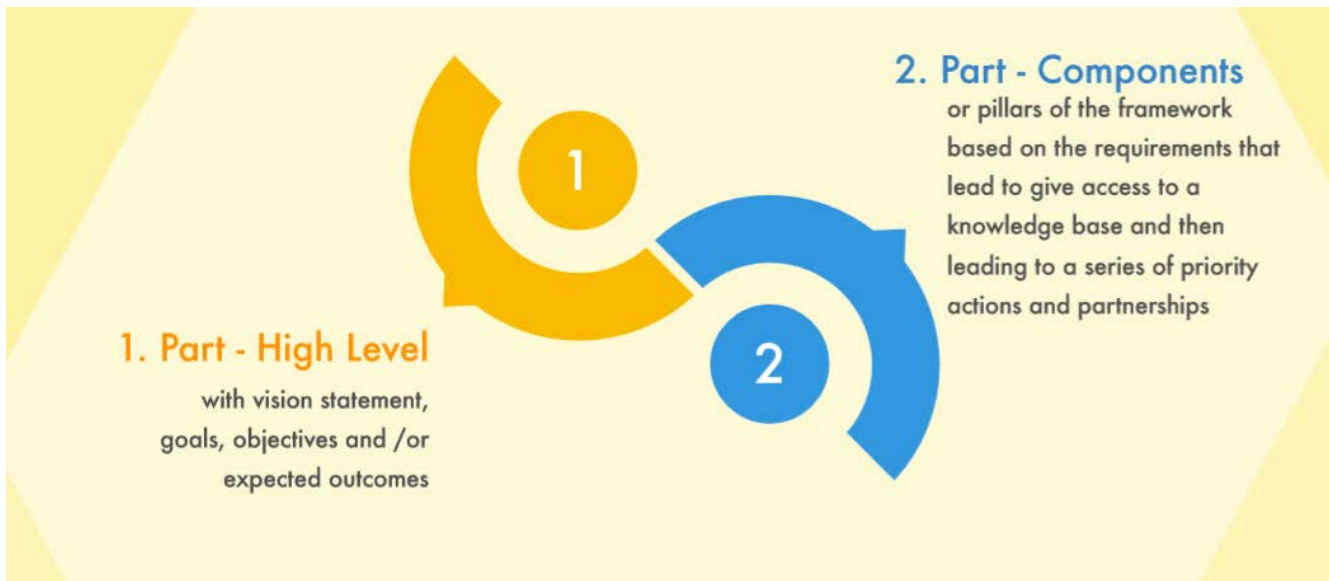 1
2. Part - Components
or pillars of the framework
based on the requirements that
lead to give access to a
knowledge base and then
leading to a series of priority
actions and partnerships
1. Part - High Level
with vision statement,
goals, objectives and /or
expected outcomes
2